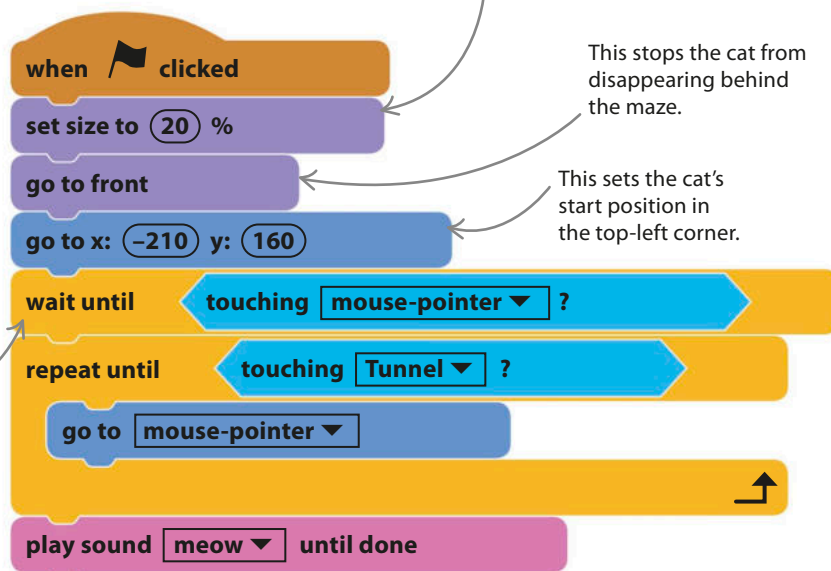 when clicked
This stops the cat from
disappearing behind
the maze.
set size to 20 %
go to front
This sets the cat's
start position in
the top-left corner.
go to x: –210 y: 160
wait until touching mouse-pointer ?
repeat until touching Tunnel ?
go to mouse-pointer
play sound meow until done